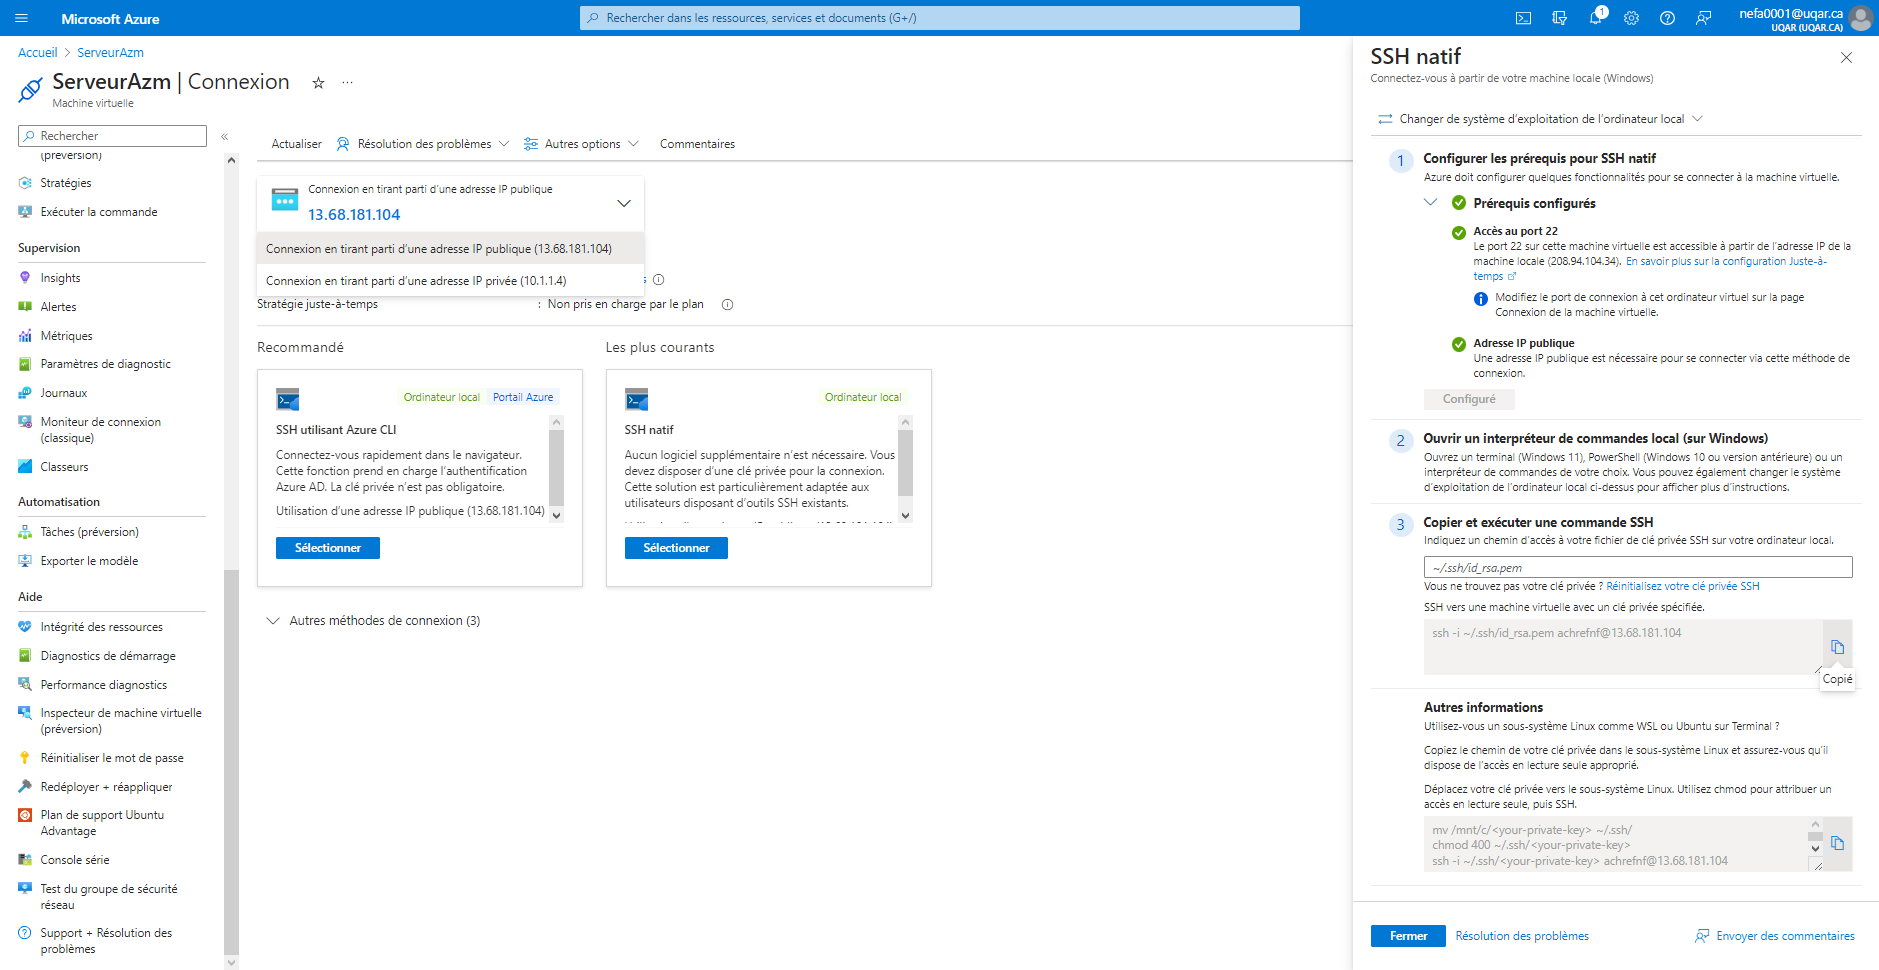 Microsoft Azure
Rechercher dans les ressources, services et documents (G+/)
1
nefa0001@uqar.ca
UQAR (UQAR.CA)
Accueil > ServeurAzm
ServeurAzm | Connexion
Machine virtuelle
Rechercher
(préversion)
Stratégies
Exécuter la commande
Supervision
Insights
Alertes
Métriques
Paramètres de diagnostic
Journaux
Moniteur de connexion
(classique)
Classeurs
Automatisation
Tâches (préversion)
Exporter le modèle
Aide
Intégrité des ressources
Diagnostics de démarrage
Performance diagnostics
Inspecteur de machine virtuelle
(préversion)
Réinitialiser le mot de passe
Redéployer + réappliquer
Plan de support Ubuntu
Advantage
Console série
Test du groupe de sécurité
réseau
Support + Résolution des
problèmes
Actualiser
Résolution des problèmes
Autres options
Commentaires
Connexion en tirant parti d'une adresse IP publique
13.68.181.104
Connexion en tirant parti d'une adresse IP publique (13.68.181.104)
Connexion en tirant parti d'une adresse IP privée (10.1.1.4)
Stratégie juste-à-temps : Non pris en charge par le plan
Recommandé
Ordinateur local Portail Azure
SSH utilisant Azure CLI
Connectez-vous rapidement dans le navigateur.
Cette fonction prend en charge l'authentification
Azure AD. La clé privée n'est pas obligatoire.
Utilisation d'une adresse IP publique (13.68.181.104)
Sélectionner
Les plus courants
Ordinateur local
SSH natif
Aucun logiciel supplémentaire n'est nécessaire. Vous
devez disposer d'une clé privée pour la connexion.
Cette solution est particulièrement adaptée aux
utilisateurs disposant d'outils SSH existants.
Sélectionner
Autres méthodes de connexion (3)
SSH natif
Connectez-vous à partir de votre machine locale (Windows)
Changer de système d'exploitation de l'ordinateur local
1
Configurer les prérequis pour SSH natif
Azure doit configurer quelques fonctionnalités pour se connecter à la machine virtuelle.
Prérequis configurés
Accès au port 22
Le port 22 sur cette machine virtuelle est accessible à partir de l'adresse IP de la
machine locale (208.94.104.34). En savoir plus sur la configuration Juste-à-
temps
Modifiez le port de connexion à cet ordinateur virtuel sur la page
Connexion de la machine virtuelle.
Adresse IP publique
Une adresse IP publique est nécessaire pour se connecter via cette méthode de
connexion.
Configuré
2
Ouvrir un interpréteur de commandes local (sur Windows)
Ouvrez un terminal (Windows 11), PowerShell (Windows 10 ou version antérieure) ou un
interpréteur de commandes de votre choix. Vous pouvez également changer le système
d'exploitation de l'ordinateur local ci-dessus pour afficher plus d'instructions.
3
Copier et exécuter une commande SSH
Indiquez un chemin d'accès à votre fichier de clé privée SSH sur votre ordinateur local.
~/.ssh/id_rsa.pem
Vous ne trouvez pas votre clé privée ? Réinitialisez votre clé privée SSH
SSH vers une machine virtuelle avec un clé privée spécifiée.
ssh -i ~/.ssh/id_rsa.pem achrefnf@13.68.181.104
Copié
Autres informations
Utilisez-vous un sous-système Linux comme WSL ou Ubuntu sur Terminal ?
Copiez le chemin de votre clé privée dans le sous-système Linux et assurez-vous qu'il
dispose de l'accès en lecture seule approprié.
Déplacez votre clé privée vers le sous-système Linux. Utilisez chmod pour attribuer un
accès en lecture seule, puis SSH.
mv /mnt/c/<your-private-key> ~/.ssh/
chmod 400 ~/.ssh/<your-private-key>
ssh -i ~/.ssh/<your-private-key> achrefnf@13.68.181.104
Fermer
Résolution des problèmes
Envoyer des commentaires